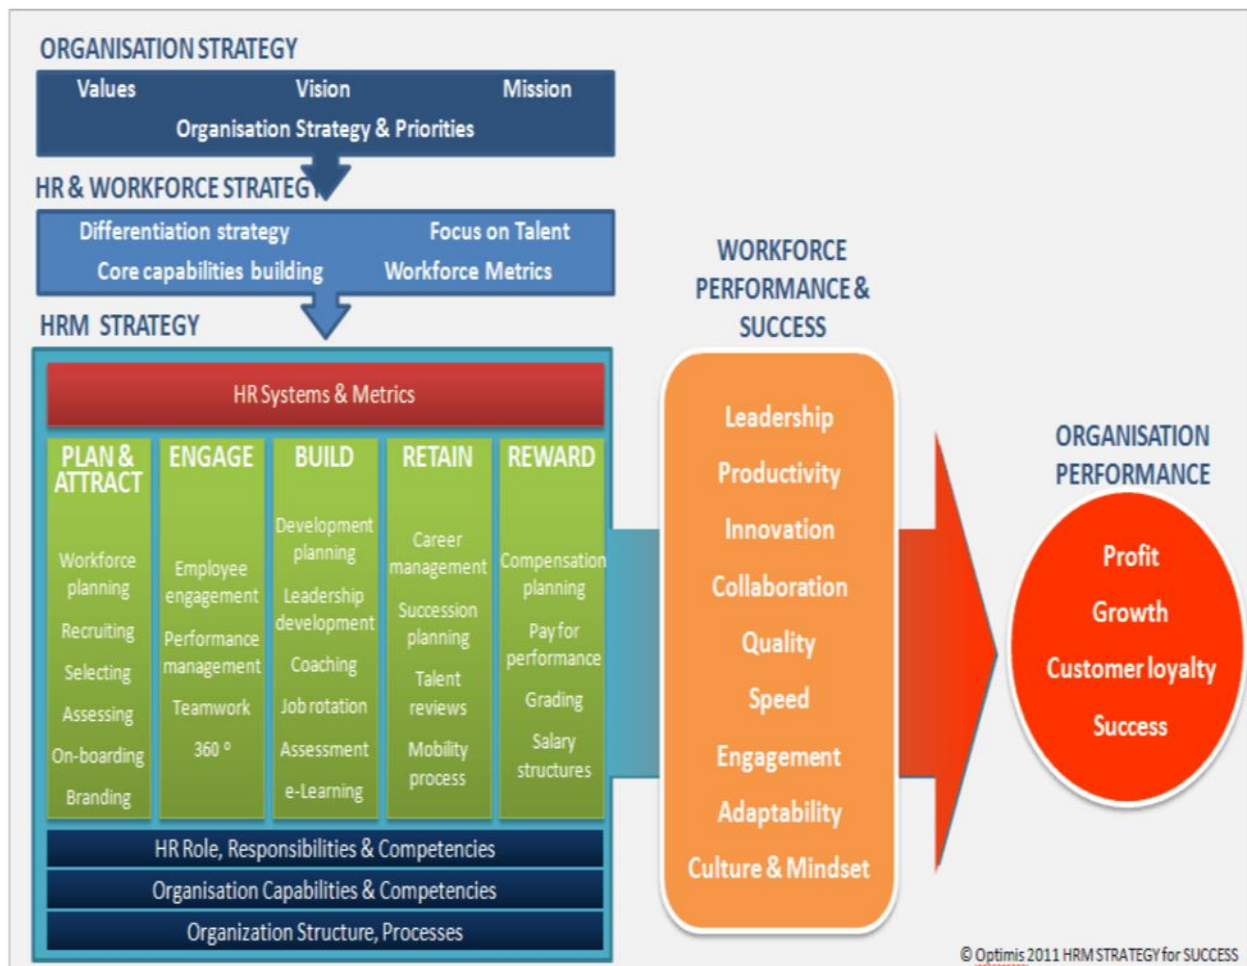 ORGANISATION STRATEGY
Values Vision Mission
Organisation Strategy & Priorities
HR & WORKFORCE STRATEGY
Differentiation strategy Focus on Talent
Core capabilities building Workforce Metrics
HRM STRATEGY
HR Systems & Metrics
PLAN &
ATTRACT
Workforce
planning
Recruiting
Selecting
Assessing
On-boarding
Branding
ENGAGE
Employee
engagement
Performance
management
Teamwork
360 º
BUILD
Development
planning
Leadership
development
Coaching
Job rotation
Assessment
e-Learning
RETAIN
Career
management
Succession
planning
Talent
reviews
Mobility
process
REWARD
Compensation
planning
Pay for
performance
Grading
Salary
structures
HR Role, Responsibilities & Competencies
Organisation Capabilities & Competencies
Organization Structure, Processes
WORKFORCE
PERFORMANCE &
SUCCESS
Leadership
Productivity
Innovation
Collaboration
Quality
Speed
Engagement
Adaptability
Culture & Mindset
ORGANISATION
PERFORMANCE
Profit
Growth
Customer loyalty
Success
© Optimis 2011 HRM STRATEGY for SUCCESS